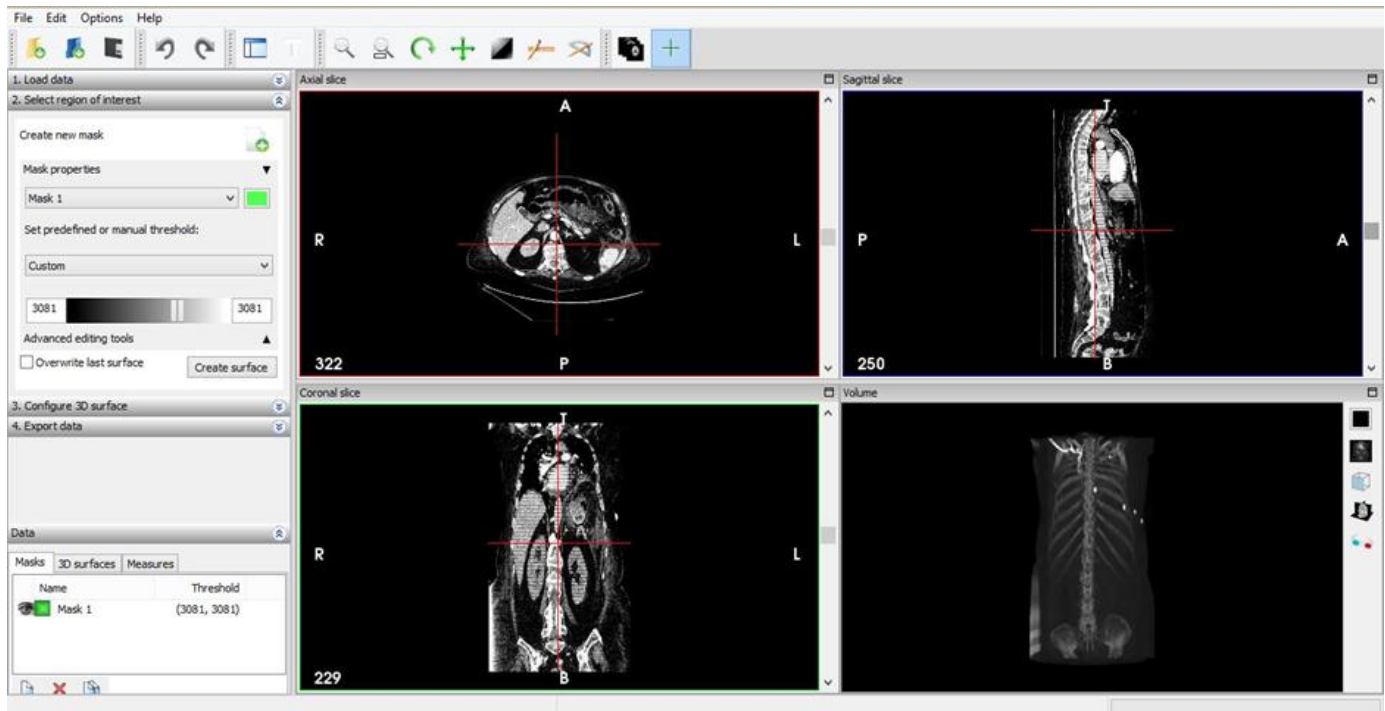 File Edit Options Help
1. Load data
2. Select region of interest
Create new mask
Mask properties
Mask 1
Set predefined or manual threshold:
Custom
3081 3081
Advanced editing tools
Overwrite last surface
Create surface
3. Configure 3D surface
4. Export data
Data
Masks 3D surfaces Measures
Name Threshold
Mask 1 (3081, 3081)
Axial slice
A
R L
322 P
Sagittal slice
T
P A
250 B
Coronal slice
T
R L
229 B
Volume